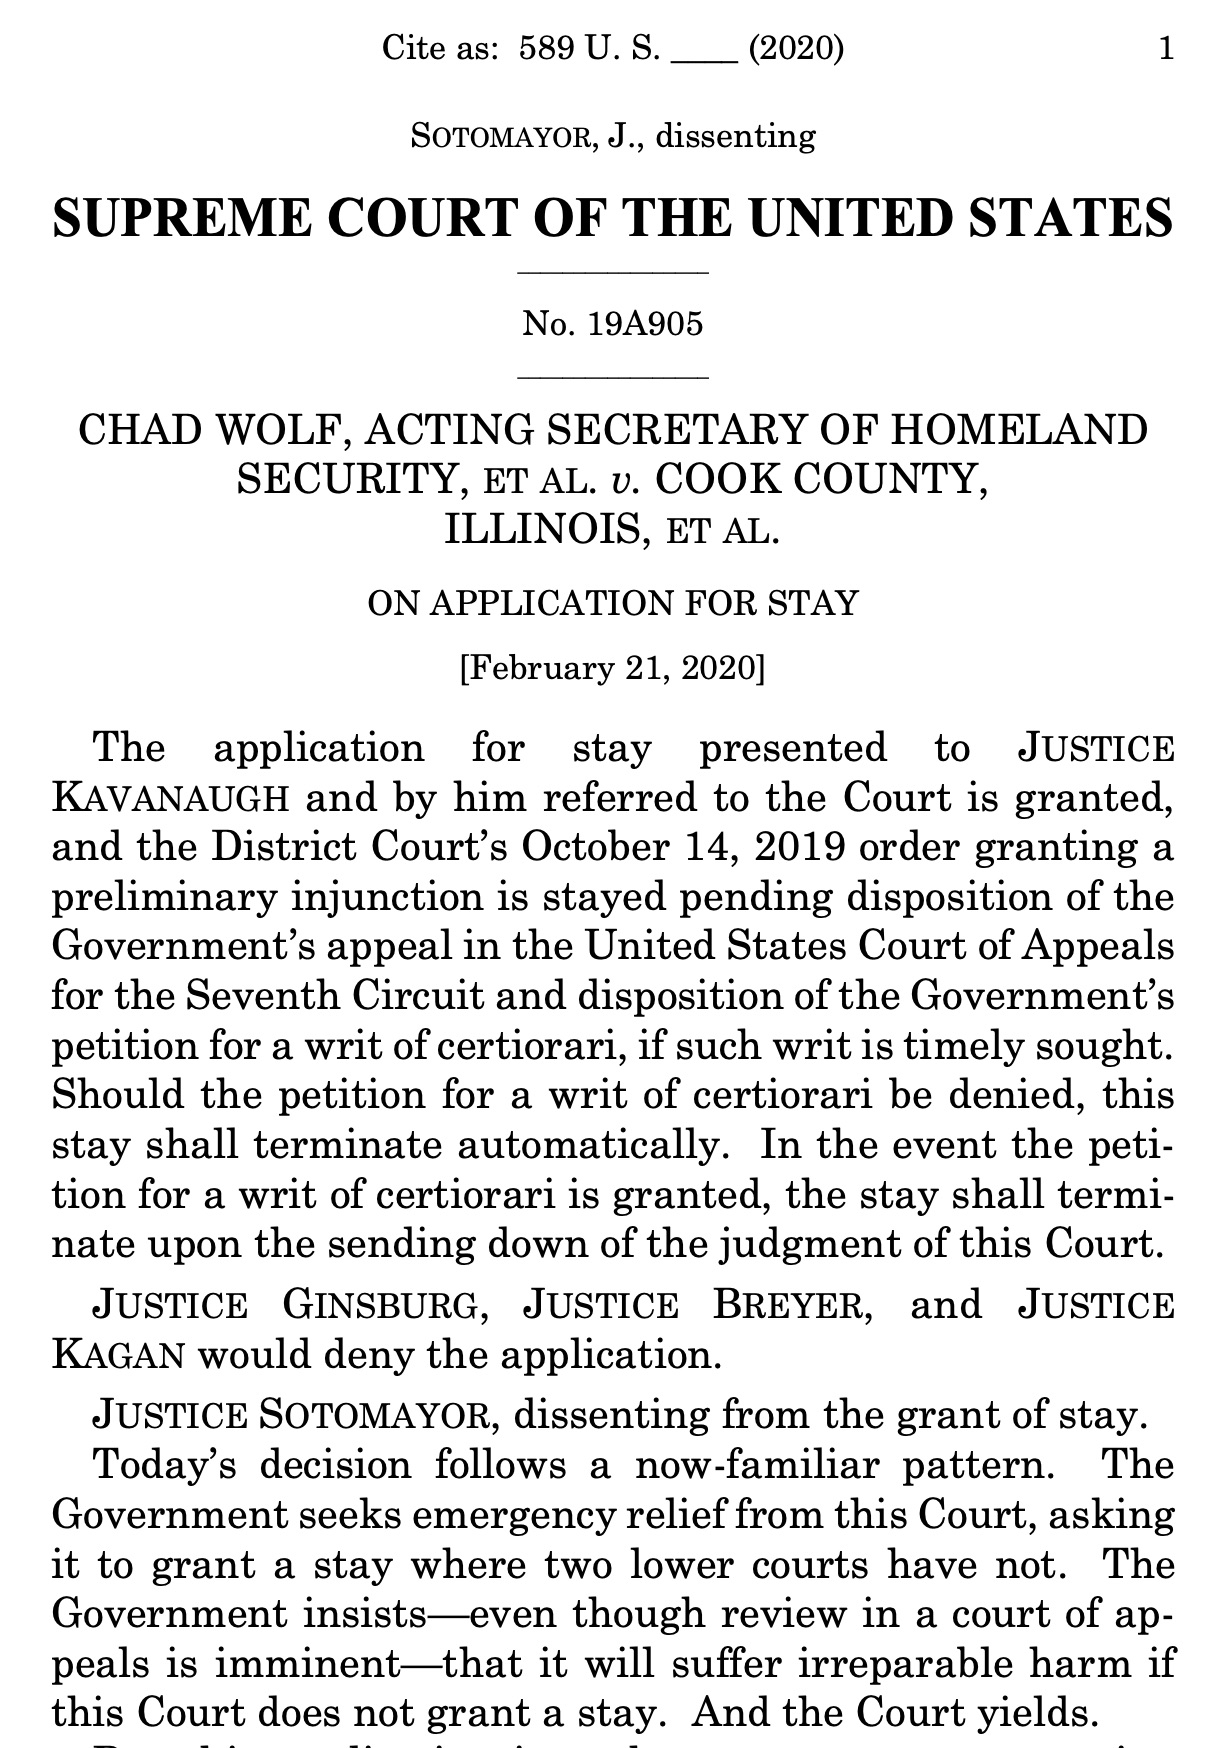 Cite as: 589 U. S. ____ (2020) 1
SOTOMAYOR, J., dissenting
SUPREME COURT OF THE UNITED STATES
No. 19A905
CHAD WOLF, ACTING SECRETARY OF HOMELAND
SECURITY, ET AL. v. COOK COUNTY,
ILLINOIS, ET AL.
ON APPLICATION FOR STAY
[February 21, 2020]
The application for stay presented to JUSTICE
KAVANAUGH and by him referred to the Court is granted,
and the District Court’s October 14, 2019 order granting a
preliminary injunction is stayed pending disposition of the
Government’s appeal in the United States Court of Appeals
for the Seventh Circuit and disposition of the Government’s
petition for a writ of certiorari, if such writ is timely sought.
Should the petition for a writ of certiorari be denied, this
stay shall terminate automatically. In the event the peti-
tion for a writ of certiorari is granted, the stay shall termi-
nate upon the sending down of the judgment of this Court.
JUSTICE GINSBURG, JUSTICE BREYER, and JUSTICE
KAGAN would deny the application.
JUSTICE SOTOMAYOR, dissenting from the grant of stay.
Today’s decision follows a now-familiar pattern. The
Government seeks emergency relief from this Court, asking
it to grant a stay where two lower courts have not. The
Government insists—even though review in a court of ap-
peals is imminent—that it will suffer irreparable harm if
this Court does not grant a stay. And the Court yields.